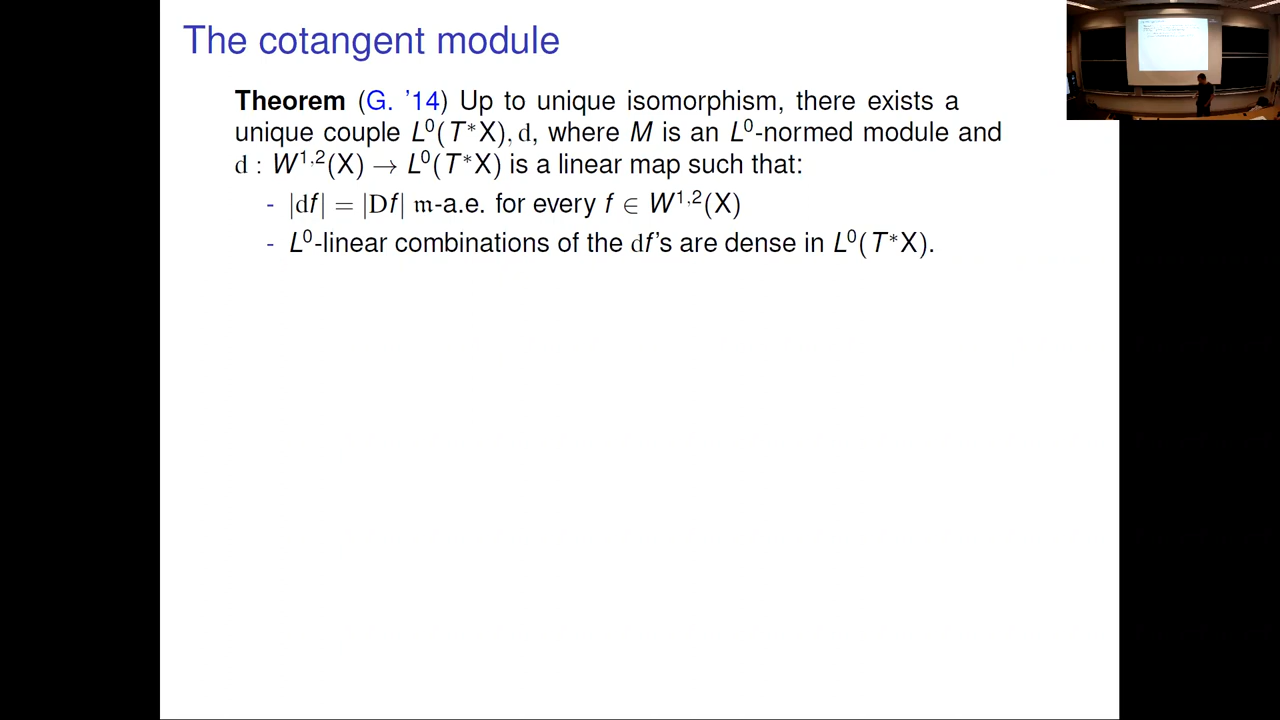 The cotangent module
Theorem (G. '14) Up to unique isomorphism, there exists a
unique couple L⁰(T*X), d, where M is an L⁰-normed module and
d : W¹,²(X) → L⁰(T*X) is a linear map such that:
- |df| = |Df| 𝔪-a.e. for every f ∈ W¹,²(X)
- L⁰-linear combinations of the df's are dense in L⁰(T*X).